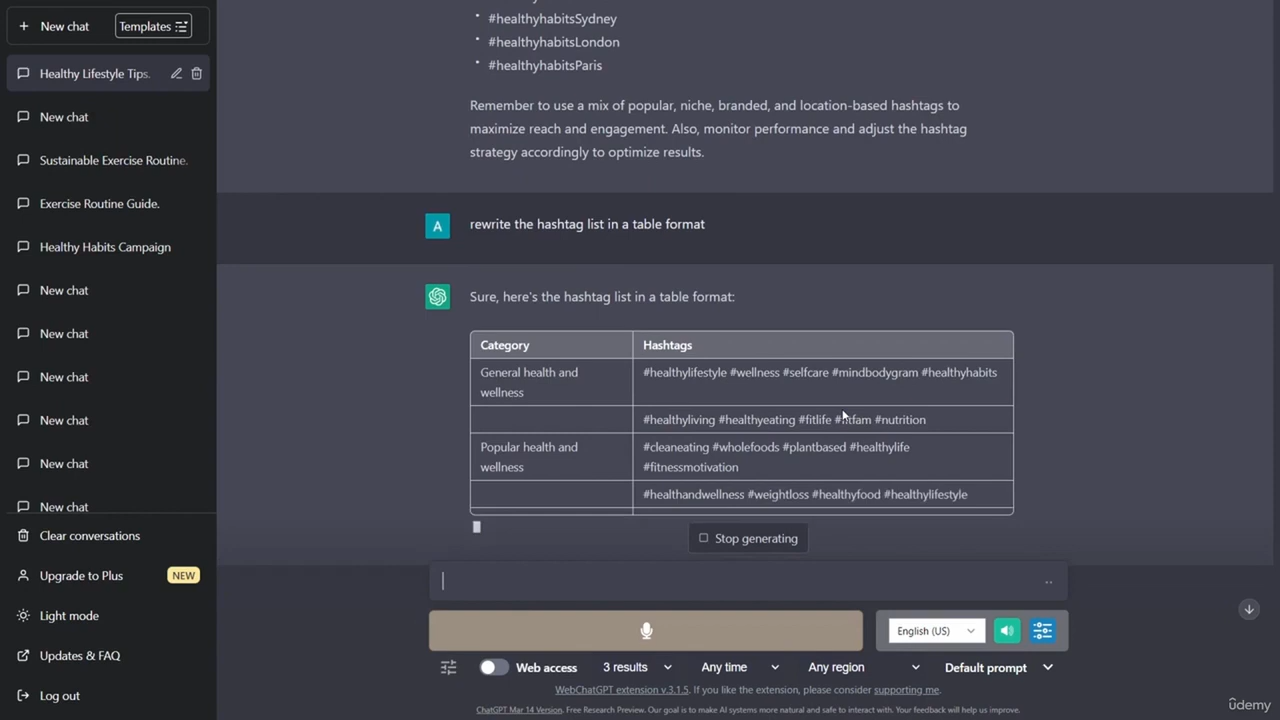 New chat
Templates
Healthy Lifestyle Tips.
New chat
Sustainable Exercise Routine.
Exercise Routine Guide.
Healthy Habits Campaign
New chat
New chat
New chat
New chat
New chat
New chat
Clear conversations
Upgrade to Plus NEW
Light mode
Updates & FAQ
Log out
#healthyhabitsSydney
#healthyhabitsLondon
#healthyhabitsParis
Remember to use a mix of popular, niche, branded, and location-based hashtags to
maximize reach and engagement. Also, monitor performance and adjust the hashtag
strategy accordingly to optimize results.
A
rewrite the hashtag list in a table format
Sure, here's the hashtag list in a table format:
Category Hashtags
General health and
wellness
#healthylifestyle #wellness #selfcare #mindbodygram #healthyhabits
#healthyliving #healthyeating #fitlife #fitfam #nutrition
Popular health and
wellness
#cleaneating #wholefoods #plantbased #healthylife
#fitnessmotivation
#healthandwellness #weightloss #healthyfood #healthylifestyle
Stop generating
English (US)
Web access 3 results Any time Any region Default prompt
WebChatGPT extension v.3.1.5. If you like the extension, please consider supporting me.
ChatGPT Mar 14 Version. Free Research Preview. Our goal is to make AI systems more natural and safe to interact with. Your feedback will help us improve.
ûdemy